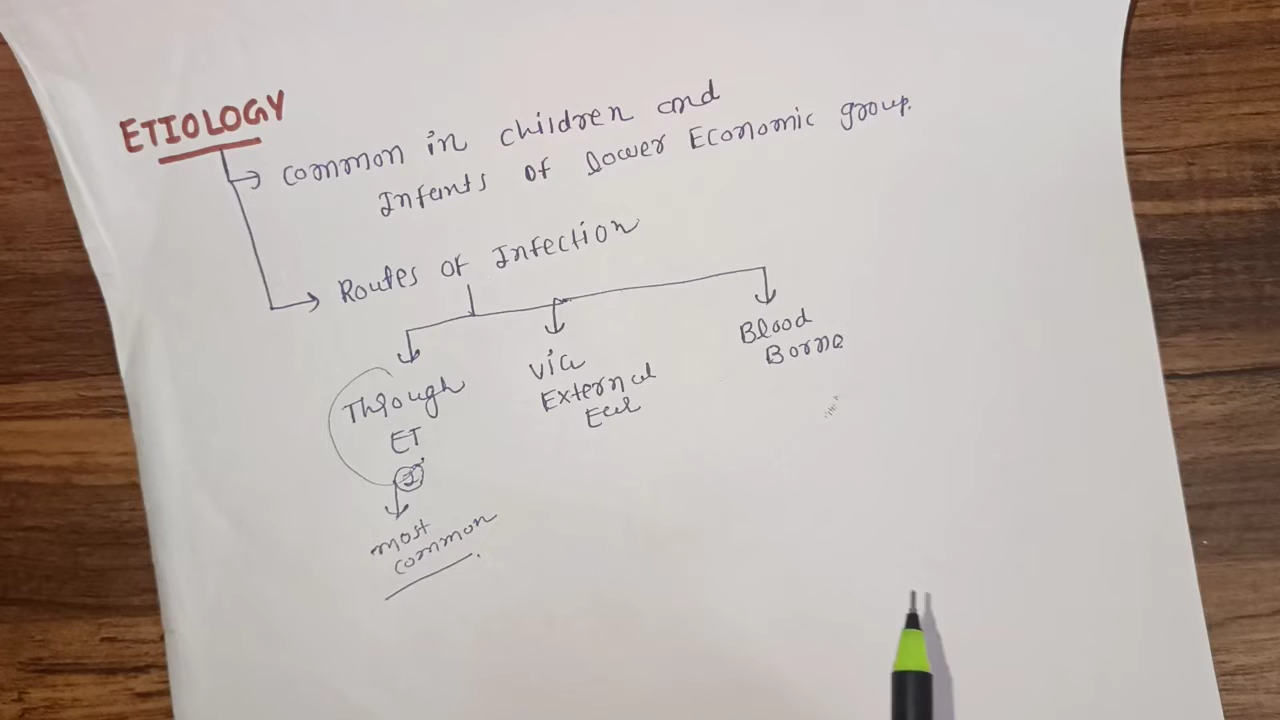 ETIOLOGY
Common in children and
Infants of lower Economic group.
Routes of Infection
Through
ET
most
common
via
External
Ear
Blood
Borne